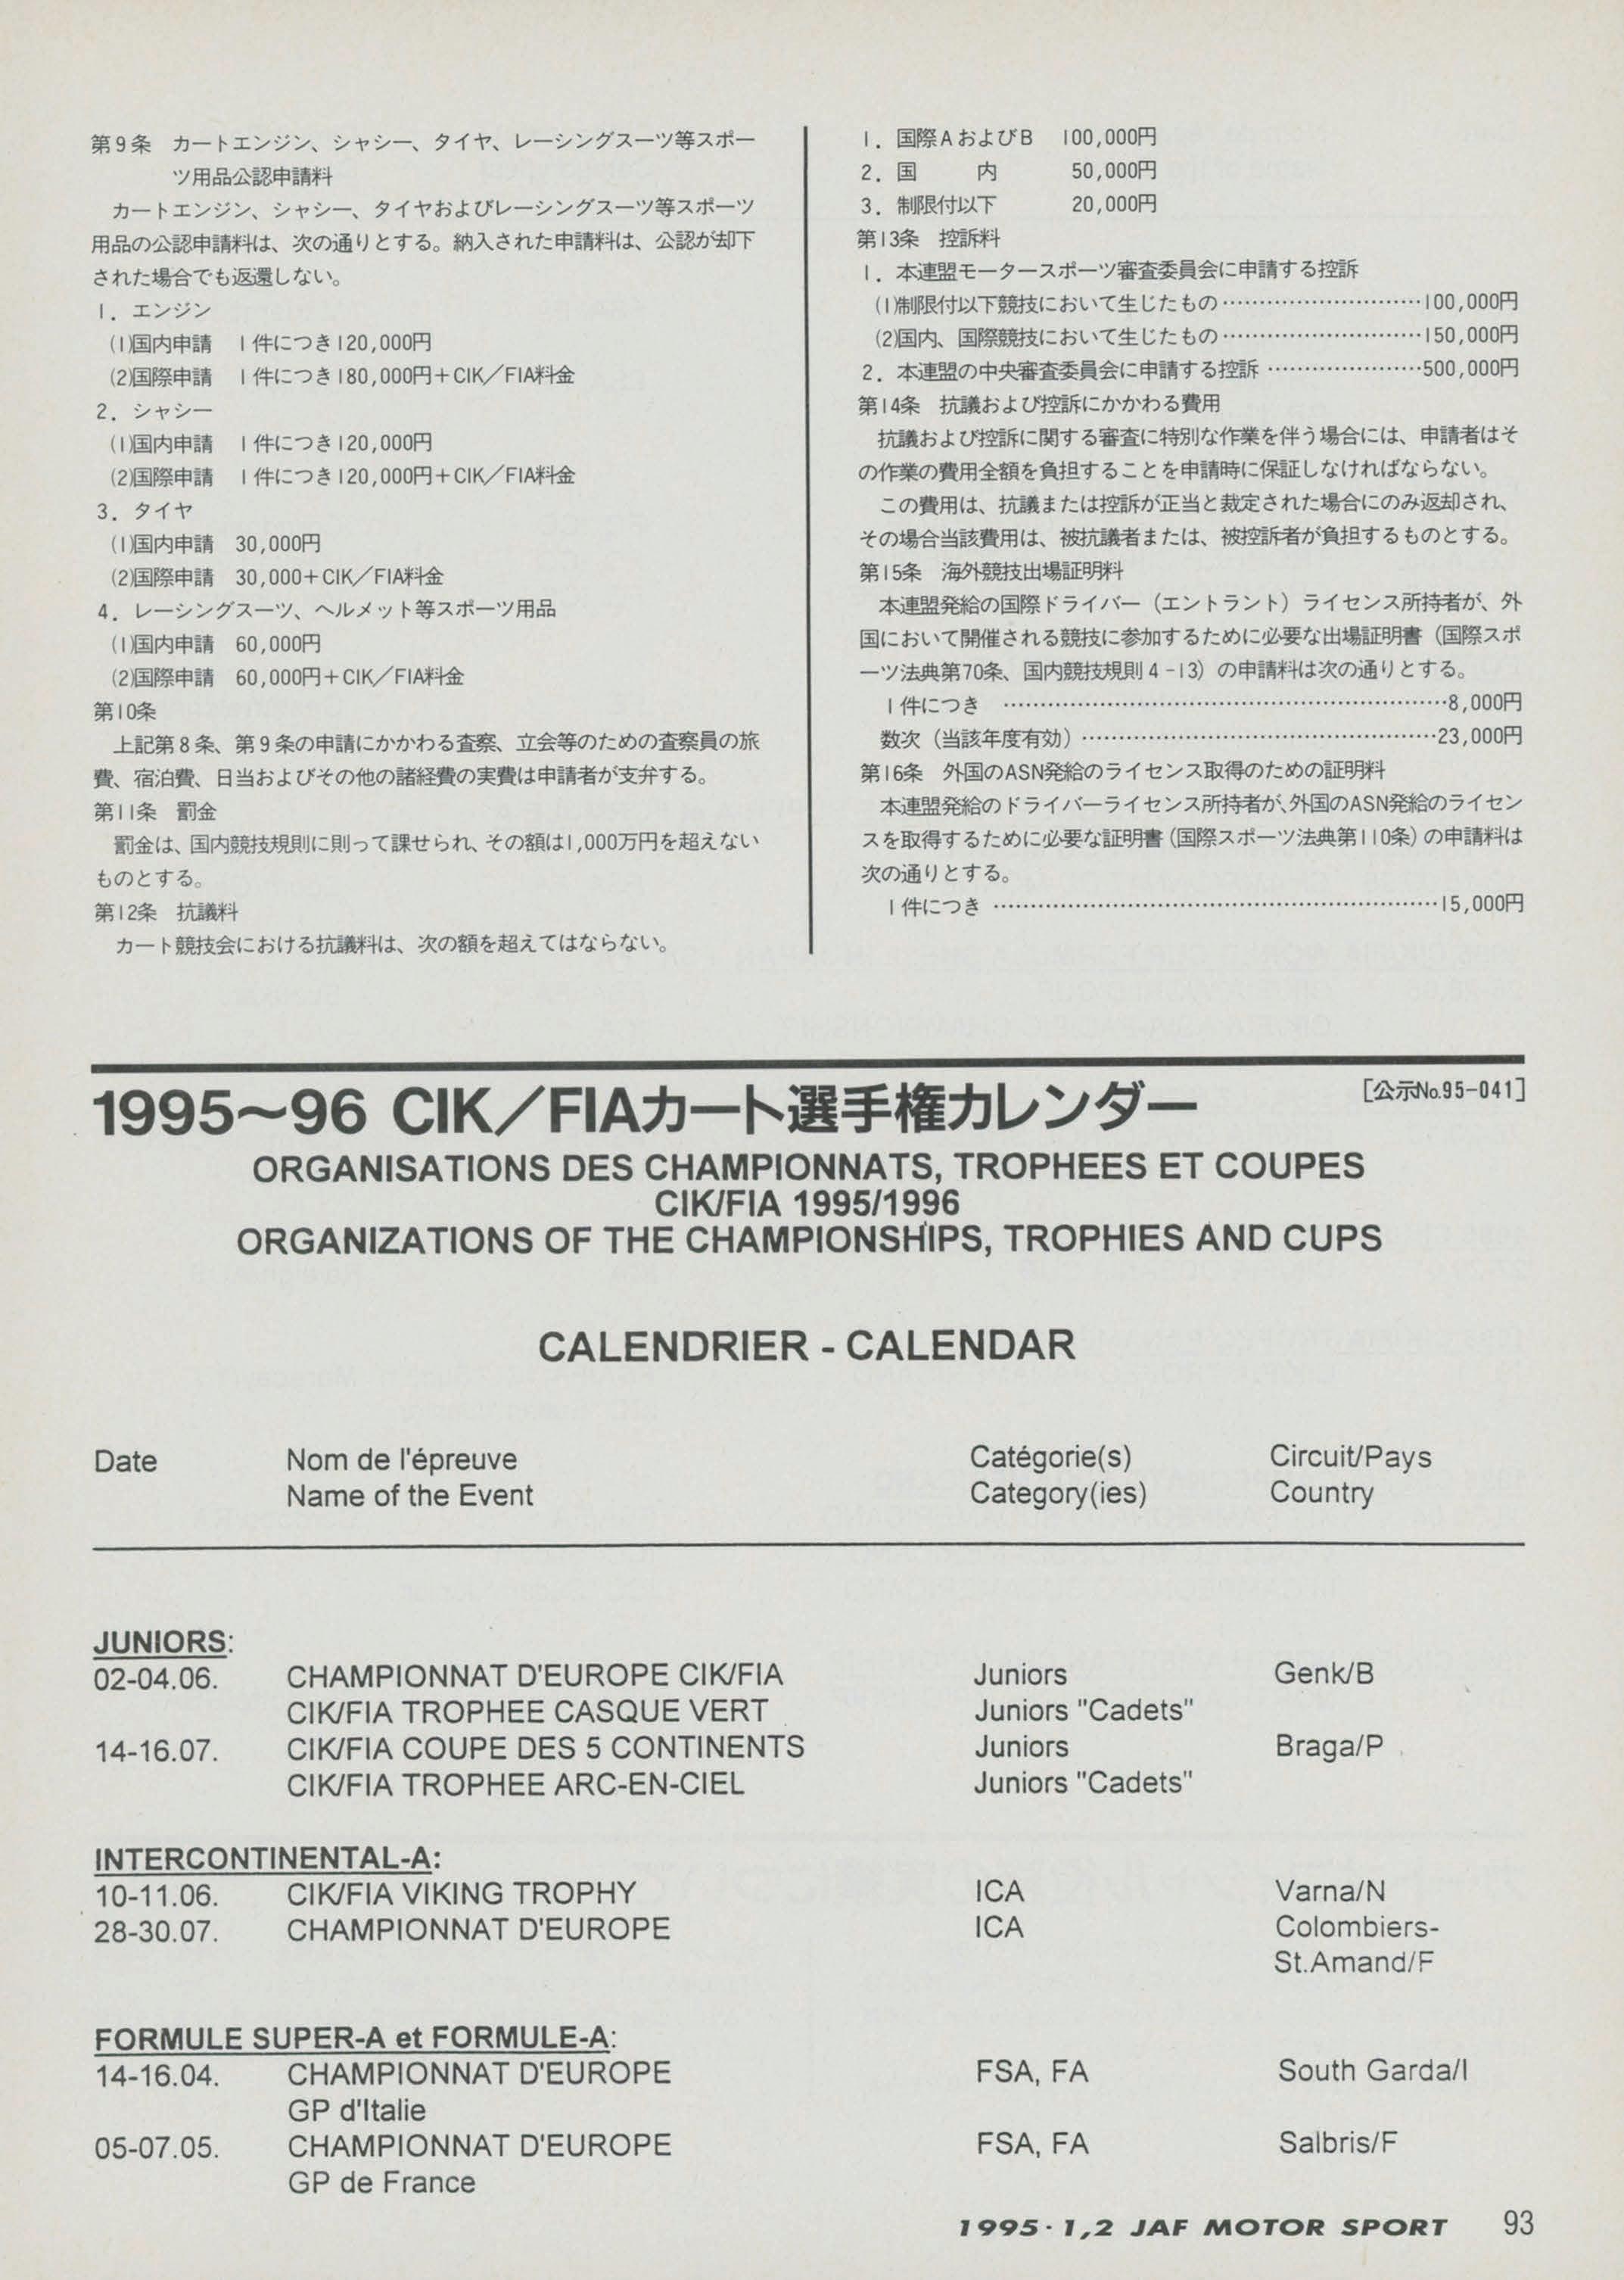 第9条　カートエンジン、シャシー、タイヤ、レーシングスーツ等スポー
ツ用品公認申請料
カートエンジン、シャシー、タイヤおよびレーシングスーツ等スポーツ
用品の公認申請料は、次の通りとする。納入された申請料は、公認が却下
された場合でも返還しない。
1．エンジン
(1)国内申請　1件につき120,000円
(2)国際申請　1件につき180,000円＋CIK／FIA料金
2．シャシー
(1)国内申請　1件につき120,000円
(2)国際申請　1件につき120,000円＋CIK／FIA料金
3．タイヤ
(1)国内申請　30,000円
(2)国際申請　30,000＋CIK／FIA料金
4．レーシングスーツ、ヘルメット等スポーツ用品
(1)国内申請　60,000円
(2)国際申請　60,000円＋CIK／FIA料金
第10条
上記第8条、第9条の申請にかかわる査察、立会等のための査察員の旅
費、宿泊費、日当およびその他の諸経費の実費は申請者が支弁する。
第11条　罰金
罰金は、国内競技規則に則って課せられ、その額は1,000万円を超えない
ものとする。
第12条　抗議料
カート競技会における抗議料は、次の額を超えてはならない。
1．国際AおよびB　100,000円
2．国　　　内　　50,000円
3．制限付以下　　20,000円
第13条　控訴料
1．本連盟モータースポーツ審査委員会に申請する控訴
(1)制限付以下競技において生じたもの…………………………100,000円
(2)国内、国際競技において生じたもの…………………………150,000円
2．本連盟の中央審査委員会に申請する控訴 …………………500,000円
第14条　抗議および控訴にかかわる費用
抗議および控訴に関する審査に特別な作業を伴う場合には、申請者はそ
の作業の費用全額を負担することを申請時に保証しなければならない。
この費用は、抗議または控訴が正当と裁定された場合にのみ返却され、
その場合当該費用は、被抗議者または、被控訴者が負担するものとする。
第15条　海外競技出場証明料
本連盟発給の国際ドライバー（エントラント）ライセンス所持者が、外
国において開催される競技に参加するために必要な出場証明書（国際スポ
ーツ法典第70条、国内競技規則4-13）の申請料は次の通りとする。
1件につき ……………………………………………………8,000円
数次（当該年度有効）…………………………………………23,000円
第16条　外国のASN発給のライセンス取得のための証明料
本連盟発給のドライバーライセンス所持者が、外国のASN発給のライセン
スを取得するために必要な証明書（国際スポーツ法典第110条）の申請料は
次の通りとする。
1件につき ……………………………………………………15,000円
1995～96 CIK／FIAカート選手権カレンダー　［公示No.95-041］
ORGANISATIONS DES CHAMPIONNATS, TROPHEES ET COUPES
CIK/FIA 1995/1996
ORGANIZATIONS OF THE CHAMPIONSHIPS, TROPHIES AND CUPS
CALENDRIER - CALENDAR
Date　Nom de l'épreuve　Catégorie(s)　Circuit/Pays
Name of the Event　Category(ies)　Country
JUNIORS:
02-04.06.　CHAMPIONNAT D'EUROPE CIK/FIA　Juniors　Genk/B
CIK/FIA TROPHEE CASQUE VERT　Juniors "Cadets"
14-16.07.　CIK/FIA COUPE DES 5 CONTINENTS　Juniors　Braga/P
CIK/FIA TROPHEE ARC-EN-CIEL　Juniors "Cadets"
INTERCONTINENTAL-A:
10-11.06.　CIK/FIA VIKING TROPHY　ICA　Varna/N
28-30.07.　CHAMPIONNAT D'EUROPE　ICA　Colombiers-
St.Amand/F
FORMULE SUPER-A et FORMULE-A:
14-16.04.　CHAMPIONNAT D'EUROPE　FSA, FA　South Garda/I
GP d'Italie
05-07.05.　CHAMPIONNAT D'EUROPE　FSA, FA　Salbris/F
GP de France
1995·1,2 JAF MOTOR SPORT　93